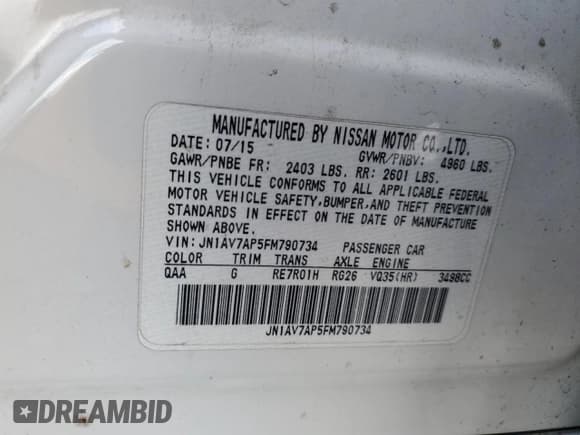 MANUFACTURED BY NISSAN MOTOR CO.,LTD.
DATE: 07/15 GVWR/PNBV: 4960 LBS.
GAWR/PNBE FR: 2403 LBS. RR: 2601 LBS.
THIS VEHICLE CONFORMS TO ALL APPLICABLE FEDERAL
MOTOR VEHICLE SAFETY,BUMPER,AND THEFT PREVENTION
STANDARDS IN EFFECT ON THE DATE OF MANUFACTURE
SHOWN ABOVE.
VIN: JN1AV7AP5FM790734 PASSENGER CAR
COLOR TRIM TRANS AXLE ENGINE
QAA G RE7R01H RG26 VQ35(HR) 3498CC
JN1AV7AP5FM790734
DREAMBID